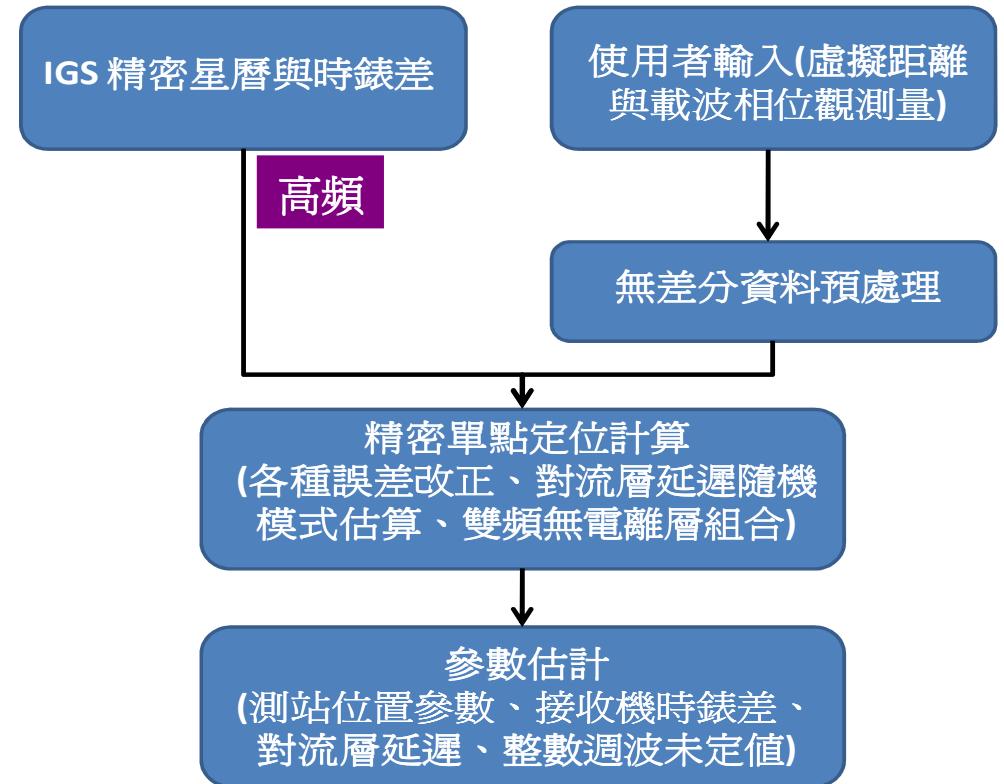 IGS 精密星曆與時錶差
使用者輸入(虛擬距離
與載波相位觀測量)
高頻
無差分資料預處理
精密單點定位計算
(各種誤差改正、對流層延遲隨機
模式估算、雙頻無電離層組合)
參數估計
(測站位置參數、接收機時錶差、
對流層延遲、整數週波未定值)